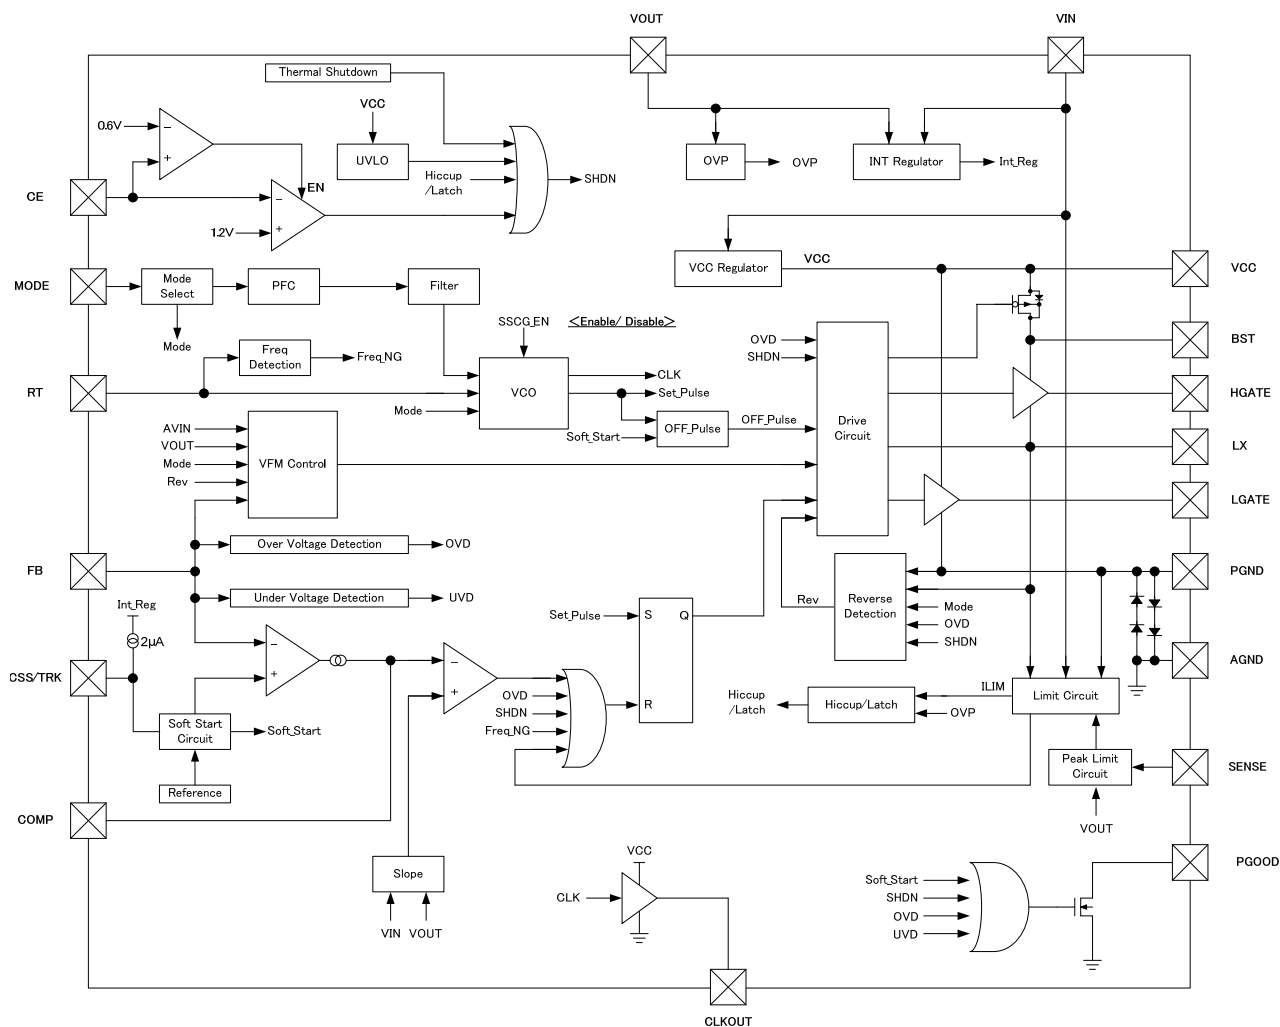 VOUT
VIN
Thermal Shutdown
VCC
0.6V
UVLO
OVP
OVP
INT Regulator
Int_Reg
Hiccup
/Latch
SHDN
CE
EN
1.2V
VCC Regulator
VCC
VCC
MODE
Mode
Select
PFC
Filter
Mode
SSCG_EN
<Enable/ Disable>
OVD
SHDN
BST
Freq
Detection
Freq_NG
RT
VCO
CLK
Set_Pulse
Mode
Soft_Start
OFF_Pulse
OFF_Pulse
Drive
Circuit
HGATE
AVIN
VOUT
Mode
Rev
VFM Control
LX
LGATE
Over Voltage Detection
OVD
FB
Under Voltage Detection
UVD
PGND
Rev
Reverse
Detection
Mode
OVD
SHDN
Int_Reg
2μA
Set_Pulse
S
Q
R
AGND
CSS/TRK
OVD
SHDN
Freq_NG
Hiccup
/Latch
Hiccup/Latch
ILIM
OVP
Limit Circuit
Soft Start
Circuit
Soft_Start
Reference
Peak Limit
Circuit
SENSE
VOUT
COMP
Slope
VIN
VOUT
VCC
CLK
Soft_Start
SHDN
OVD
UVD
PGOOD
CLKOUT